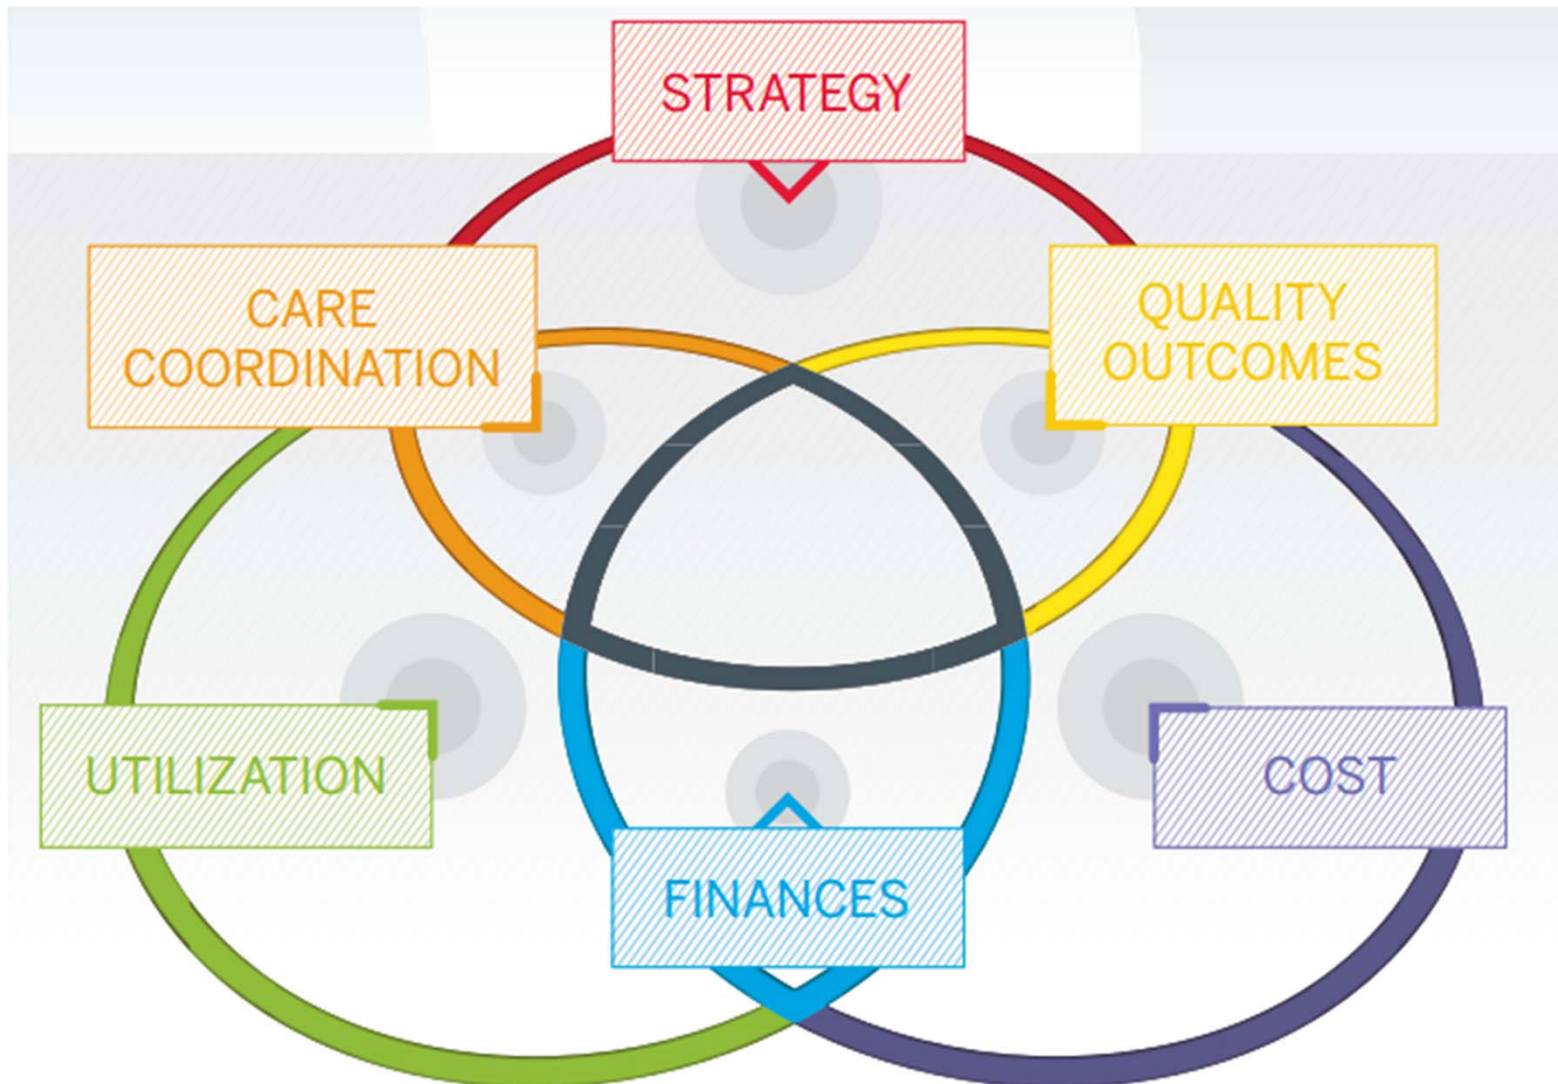 STRATEGY
CARE
COORDINATION
QUALITY
OUTCOMES
UTILIZATION
COST
FINANCES